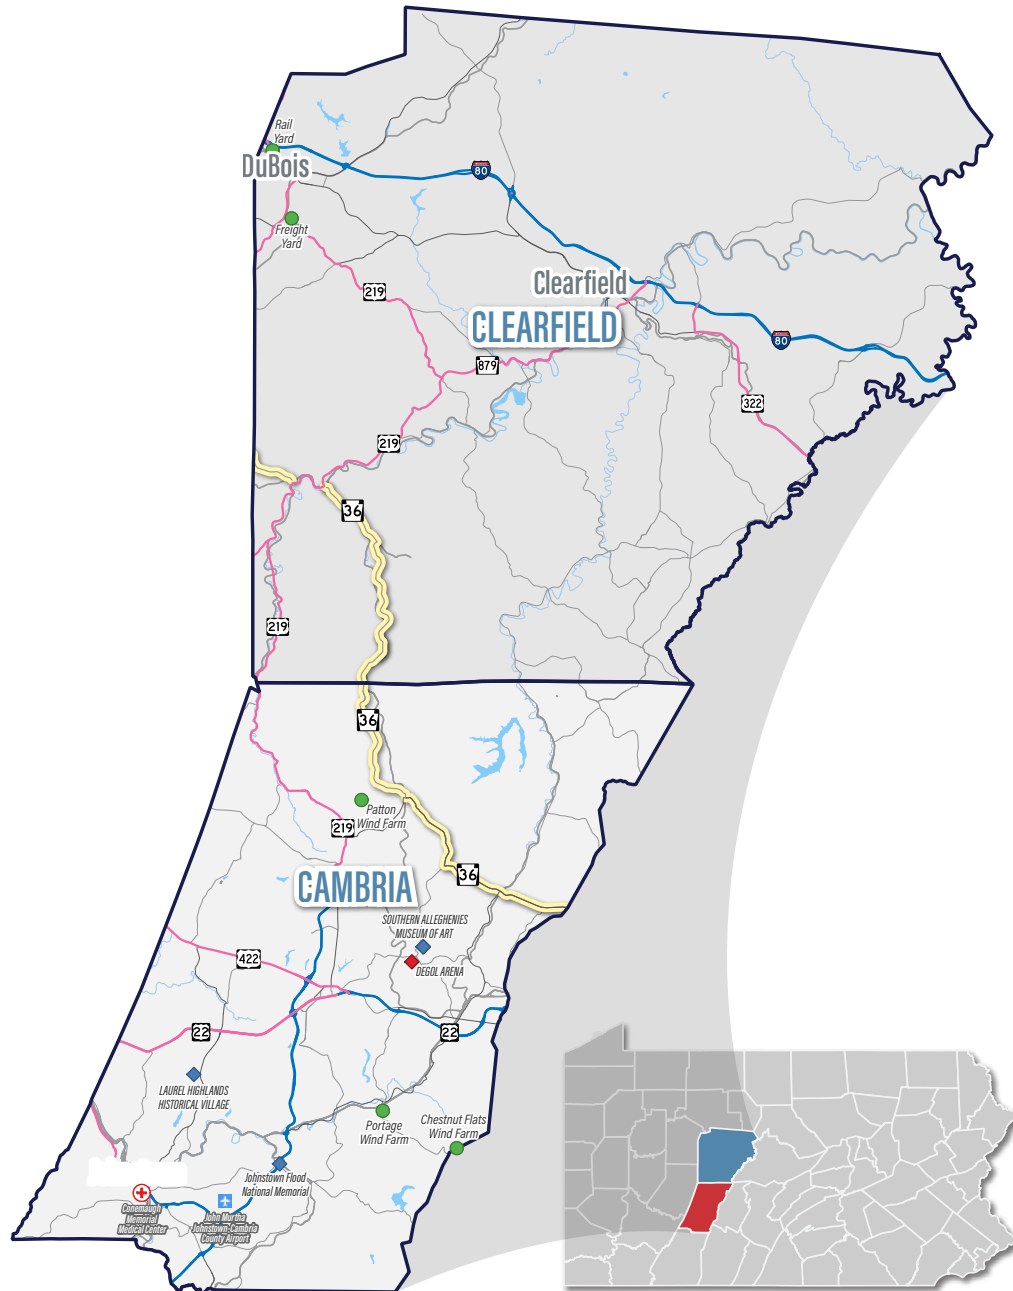 Rail
Yard
DuBois
80
Freight
Yard
Clearfield
219
CLEARFIELD
80
879
322
219
36
219
36
Patton
Wind Farm
219
36
CAMBRIA
SOUTHERN ALLEGHENIES
MUSEUM OF ART
DEGOL ARENA
422
22
22
LAUREL HIGHLANDS
HISTORICAL VILLAGE
Portage
Wind Farm
Chestnut Flats
Wind Farm
Johnstown Flood
National Memorial
Conemaugh
Memorial
Medical Center
John Murtha
Johnstown-Cambria
County Airport